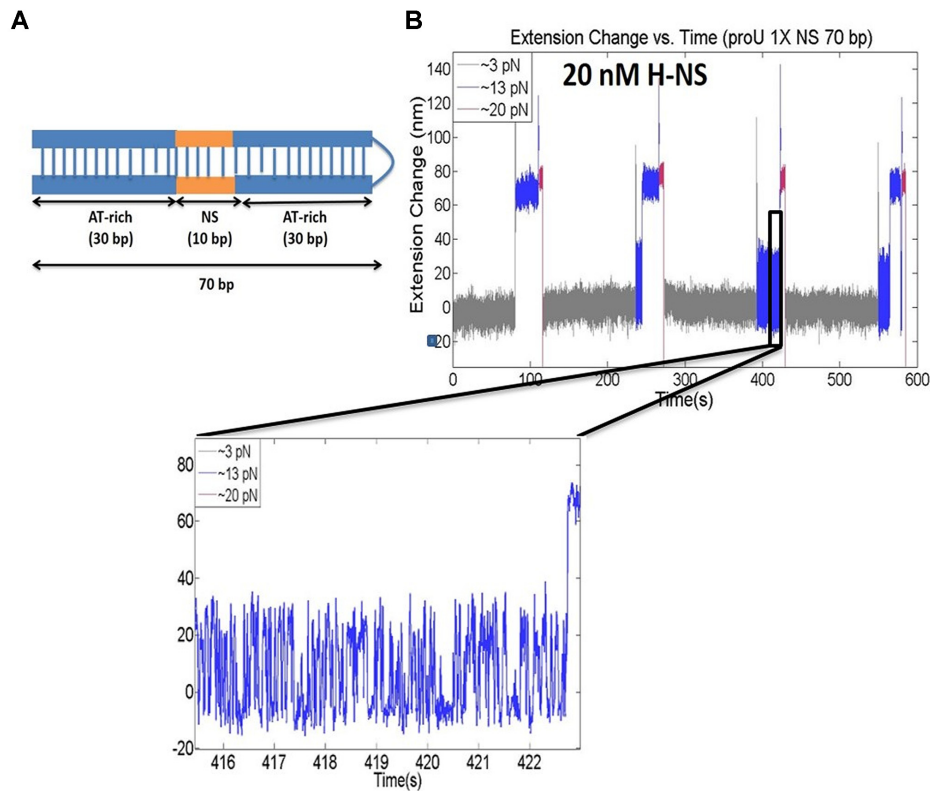 A
B
Extension Change vs. Time (proU 1X NS 70 bp)
~3 pN
~13 pN
~20 pN
20 nM H-NS
Extension Change (nm)
140
120
100
80
60
40
20
0
20
0 100 200 300 400 500 600
Time(s)
AT-rich
(30 bp)
NS
(10 bp)
AT-rich
(30 bp)
70 bp
~3 pN
~13 pN
~20 pN
80
60
40
20
0
-20
416 417 418 419 420 421 422
Time(s)